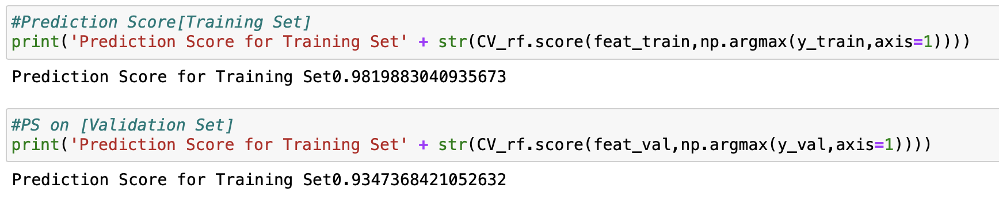 #Prediction Score[Training Set]
print('Prediction Score for Training Set' + str(CV_rf.score(feat_train,np.argmax(y_train,axis=1))))
Prediction Score for Training Set0.9819883040935673
#PS on [Validation Set]
print('Prediction Score for Training Set' + str(CV_rf.score(feat_val,np.argmax(y_val,axis=1))))
Prediction Score for Training Set0.9347368421052632